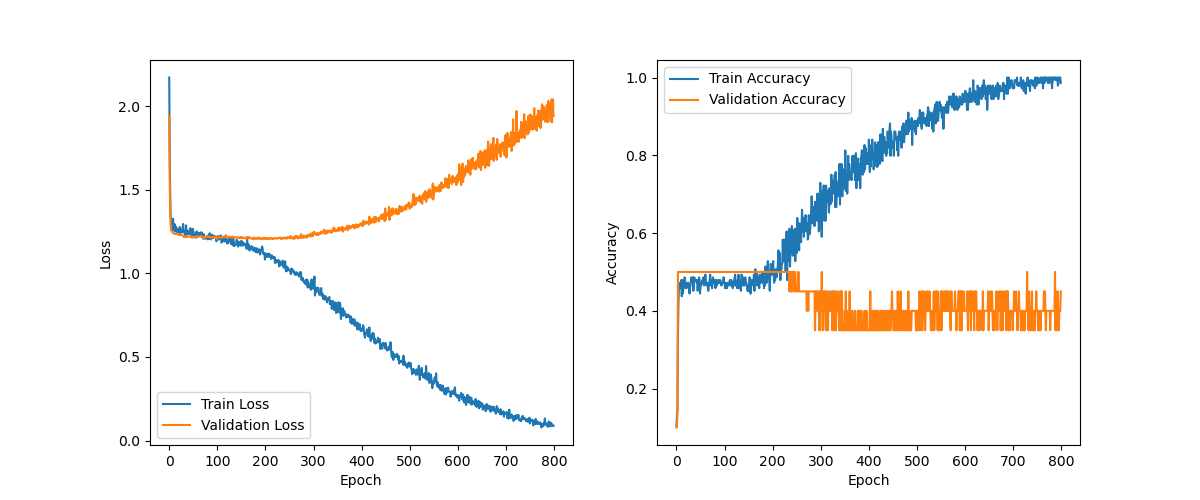 2.0
1.5
1.0
0.5
0.0
Loss
Train Loss
Validation Loss
0 100 200 300 400 500 600 700 800
Epoch
1.0
0.8
0.6
0.4
0.2
Accuracy
Train Accuracy
Validation Accuracy
0 100 200 300 400 500 600 700 800
Epoch